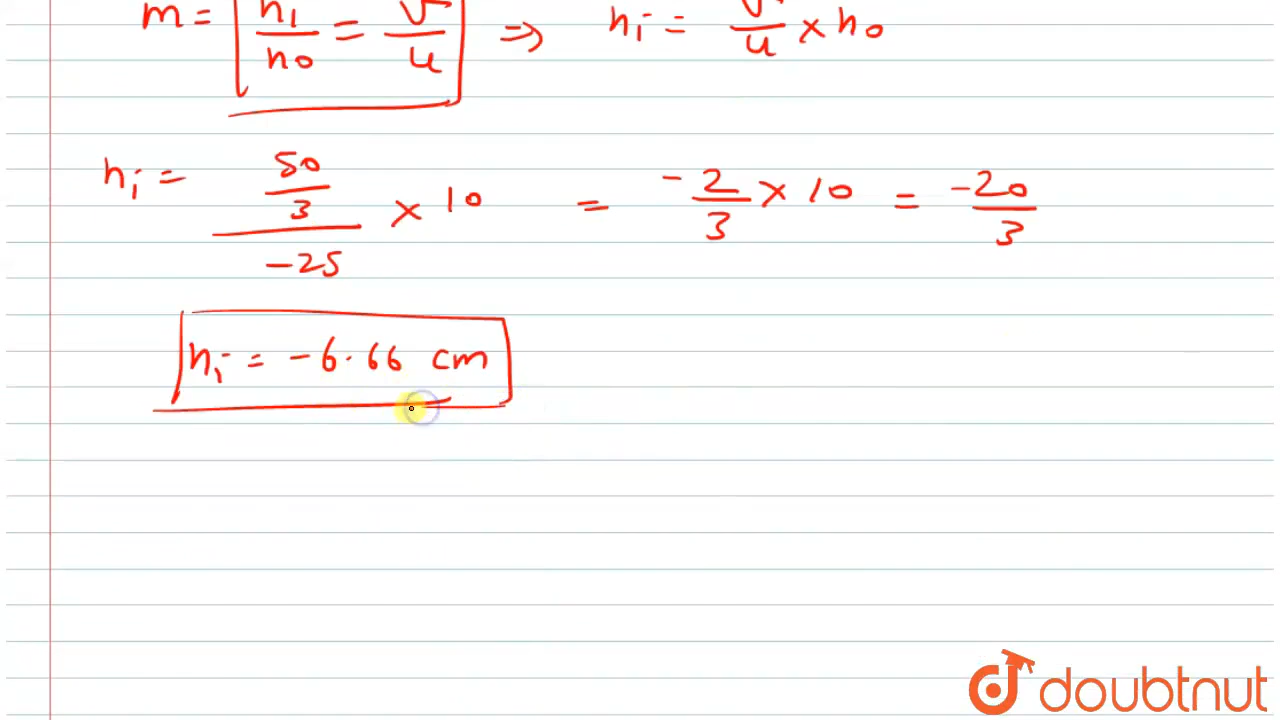 m = h1/h0 = v/u ⇒ hi = v/u × h0
hi = (50/3)/(-25) × 10 = -2/3 × 10 = -20/3
hi = -6.66 cm
doubtnut